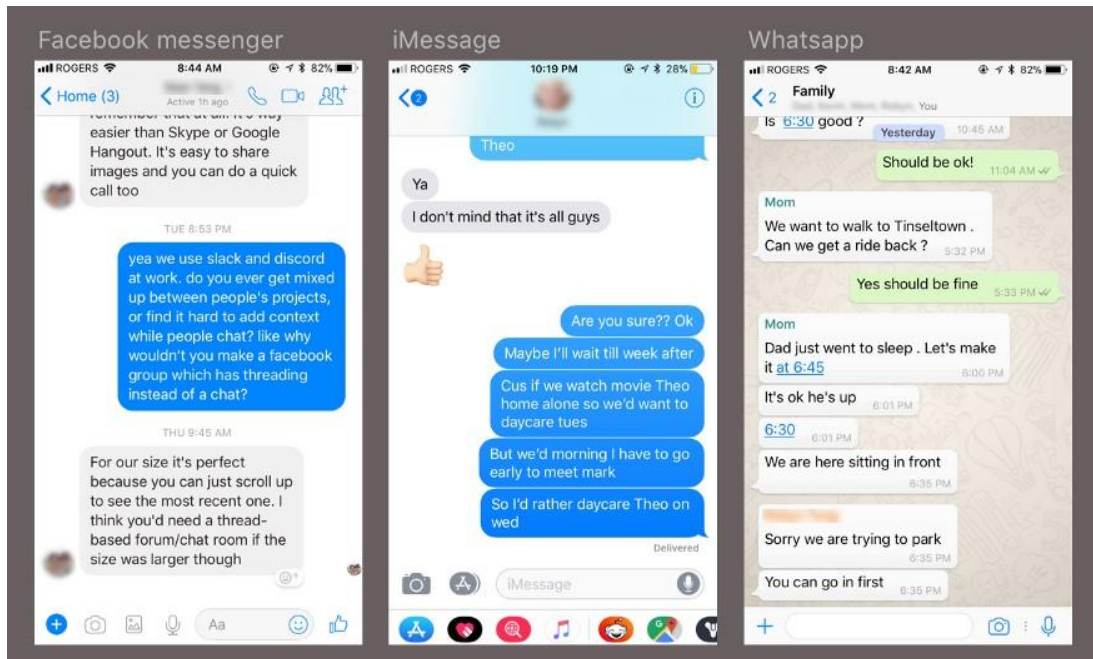 Facebook messenger
ROGERS 8:44 AM 82%
Home (3)
Active 1h ago
remember that at all. It's way
easier than Skype or Google
Hangout. It's easy to share
images and you can do a quick
call too
TUE 8:53 PM
yea we use slack and discord
at work. do you ever get mixed
up between people's projects,
or find it hard to add context
while people chat? like why
wouldn't you make a facebook
group which has threading
instead of a chat?
THU 9:45 AM
For our size it's perfect
because you can just scroll up
to see the most recent one. I
think you'd need a thread-
based forum/chat room if the
size was larger though
Aa
iMessage
ROGERS 10:19 PM 28%
2
Theo
Ya
I don't mind that it's all guys
Are you sure?? Ok
Maybe I'll wait till week after
Cus if we watch movie Theo
home alone so we'd want to
daycare tues
But we'd morning I have to go
early to meet mark
So I'd rather daycare Theo on
wed
Delivered
iMessage
Whatsapp
ROGERS 8:42 AM 82%
2 Family
You
Is 6:30 good ? 10:45 AM
Yesterday
Should be ok! 11:04 AM
Mom
We want to walk to Tinseltown .
Can we get a ride back ? 5:32 PM
Yes should be fine 5:33 PM
Mom
Dad just went to sleep . Let's make
it at 6:45 6:00 PM
It's ok he's up 6:01 PM
6:30 6:01 PM
We are here sitting in front
6:35 PM
Sorry we are trying to park
6:35 PM
You can go in first 6:35 PM